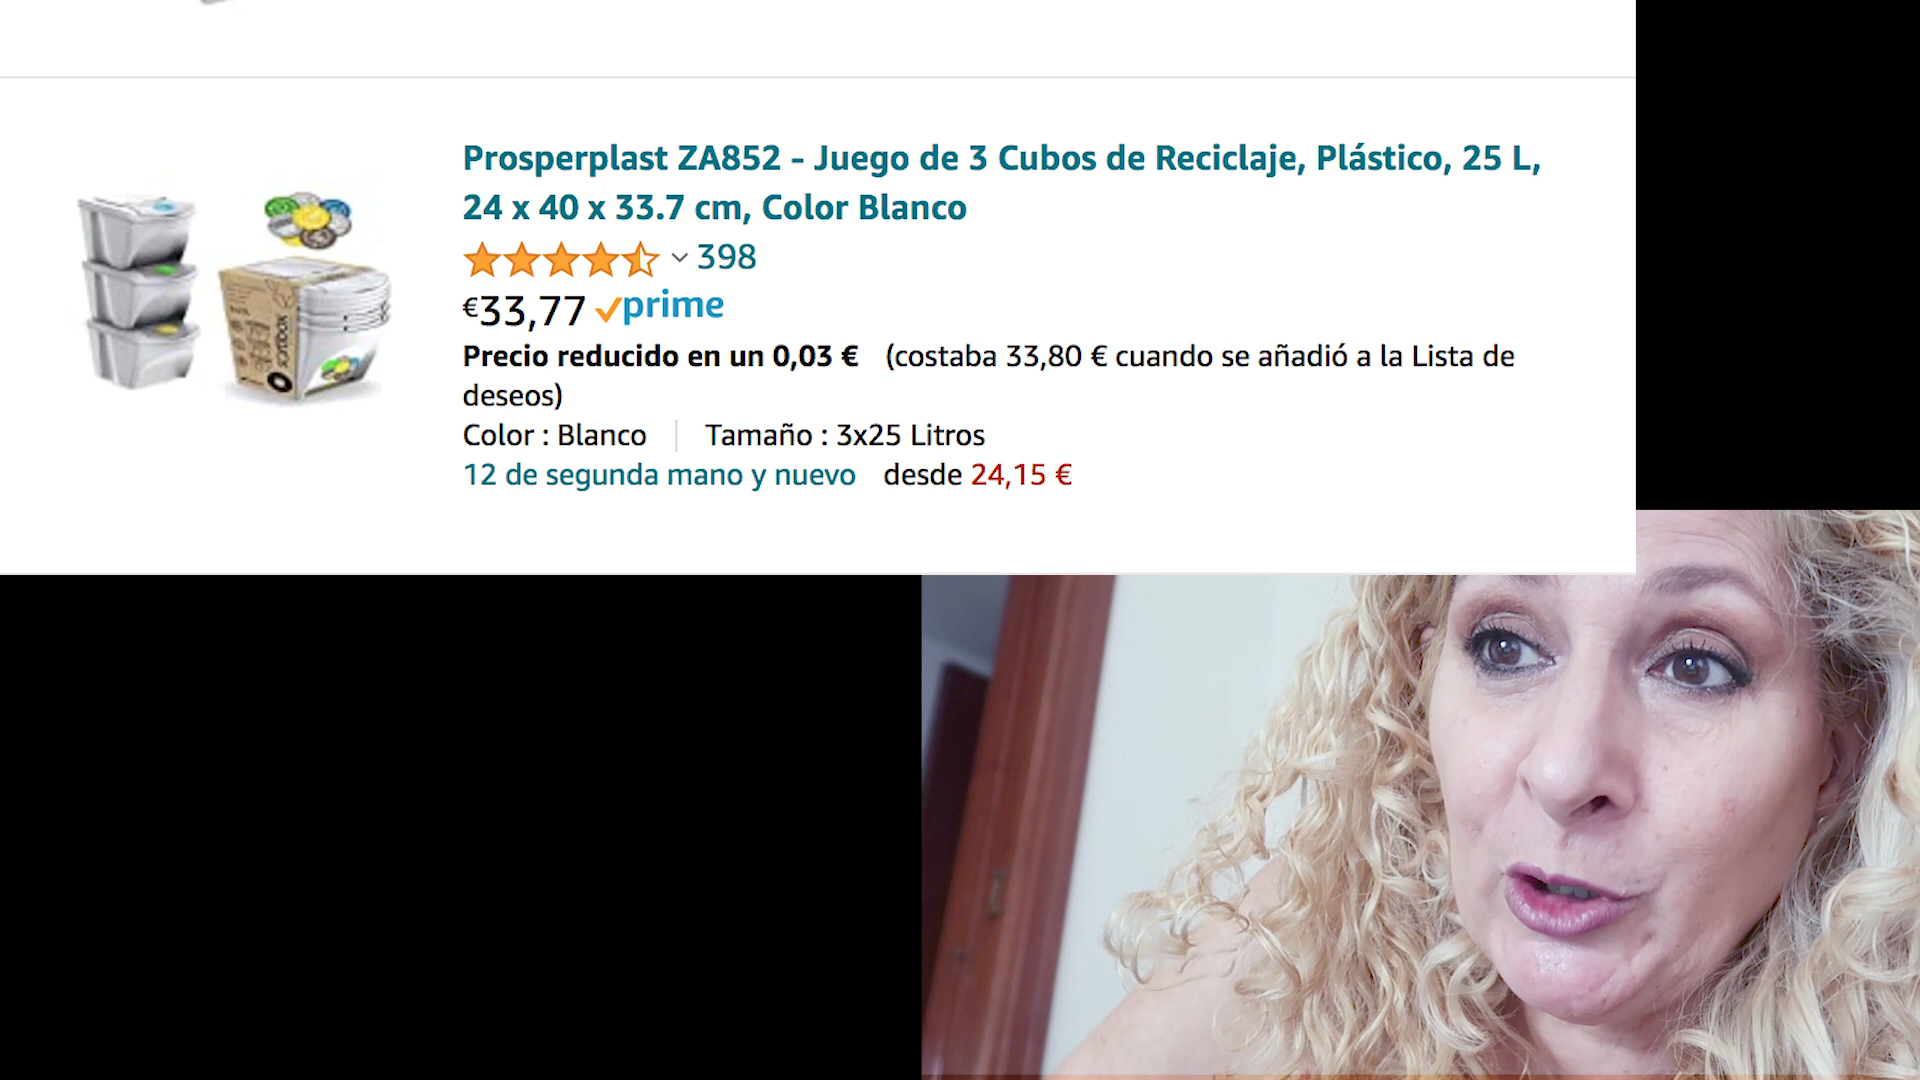 Prosperplast ZA852 - Juego de 3 Cubos de Reciclaje, Plástico, 25 L,
24 x 40 x 33.7 cm, Color Blanco
398
€33,77 prime
Precio reducido en un 0,03 € (costaba 33,80 € cuando se añadió a la Lista de
deseos)
Color : Blanco | Tamaño : 3x25 Litros
12 de segunda mano y nuevo desde 24,15 €